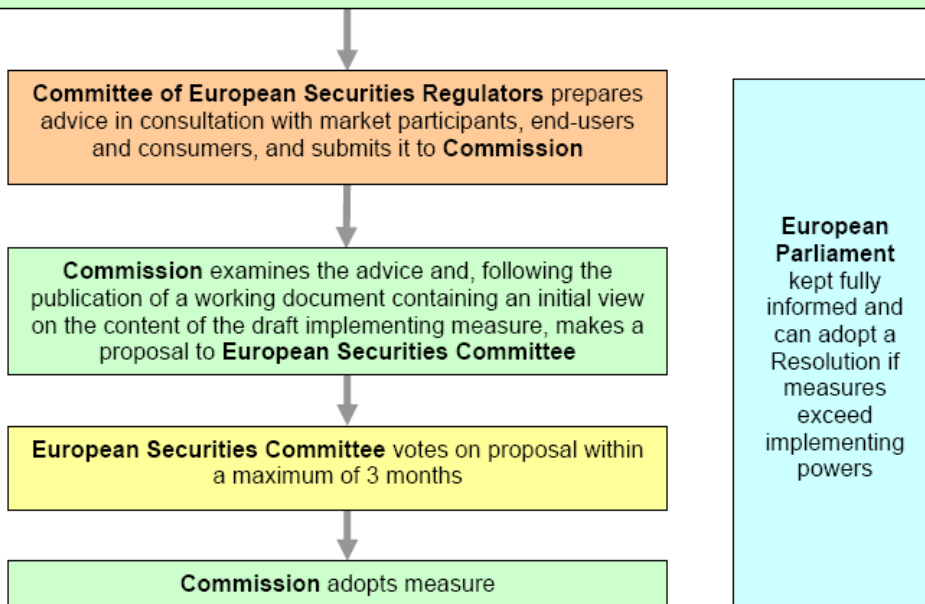 Committee of European Securities Regulators prepares
advice in consultation with market participants, end-users
and consumers, and submits it to Commission
Commission examines the advice and, following the
publication of a working document containing an initial view
on the content of the draft implementing measure, makes a
proposal to European Securities Committee
European Securities Committee votes on proposal within
a maximum of 3 months
Commission adopts measure
European
Parliament
kept fully
informed and
can adopt a
Resolution if
measures
exceed
implementing
powers